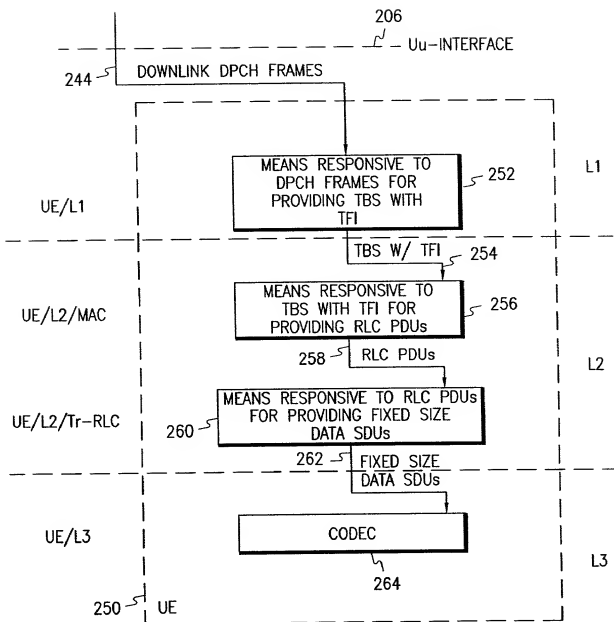 206
Uu-INTERFACE
244
DOWNLINK DPCH FRAMES
MEANS RESPONSIVE TO
DPCH FRAMES FOR
PROVIDING TBS WITH
TFI
252
L1
UE/L1
TBS W/ TFI
254
UE/L2/MAC
MEANS RESPONSIVE TO
TBS WITH TFI FOR
PROVIDING RLC PDUs
256
258
RLC PDUs
L2
UE/L2/Tr-RLC
260
MEANS RESPONSIVE TO RLC PDUs
FOR PROVIDING FIXED SIZE
DATA SDUs
262
FIXED SIZE
DATA SDUs
UE/L3
CODEC
264
L3
250
UE